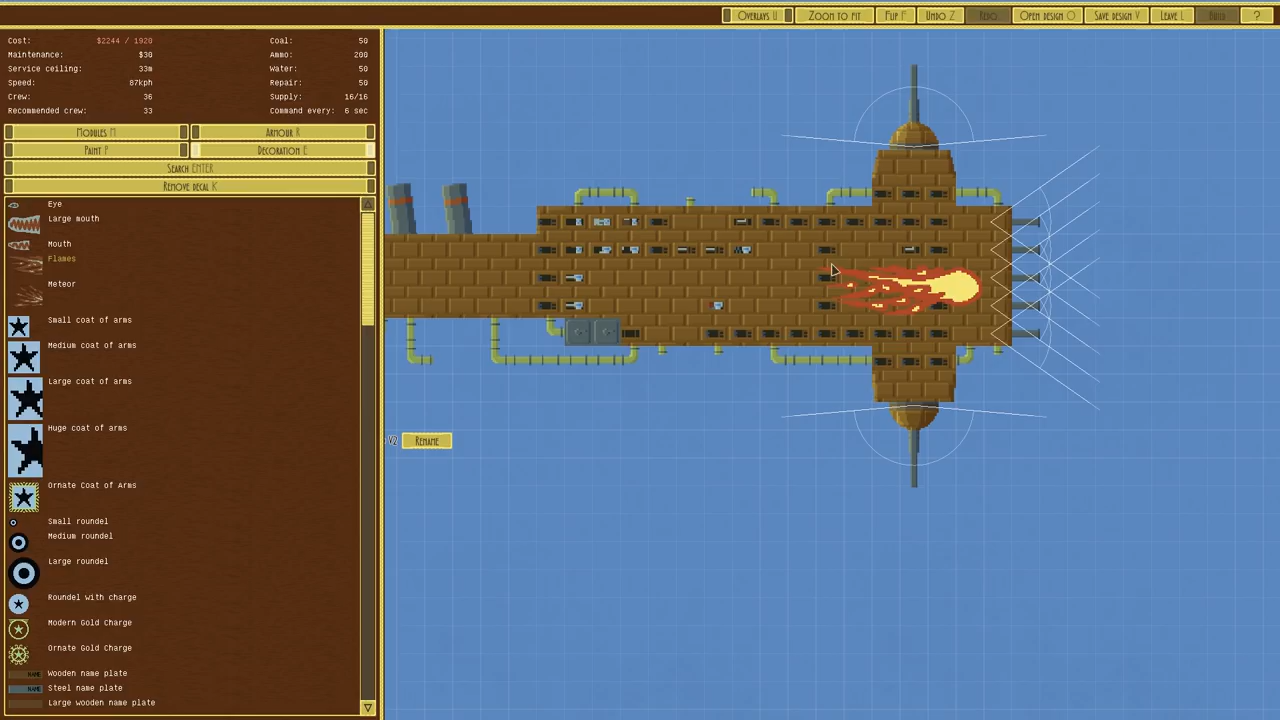 Overlays U Zoom to fit Flip F Undo Z Redo Open design O Save design V Leave L Build ?
Cost: $2244 / 1920 Coal: 50
Maintenance: $30 Ammo: 200
Service ceiling: 33m Water: 50
Speed: 87kph Repair: 50
Crew: 36 Supply: 16/16
Recommended crew: 33 Command every: 6 sec
Modules M Armour R
Paint P Decoration E
Search ENTER
Remove decal K
Eye
Large mouth
Mouth
Flames
Meteor
Small coat of arms
Medium coat of arms
Large coat of arms
Huge coat of arms
V2 Rename
Ornate Coat of Arms
Small roundel
Medium roundel
Large roundel
Roundel with charge
Modern Gold Charge
Ornate Gold Charge
NAME Wooden name plate
NAME Steel name plate
Large wooden name plate